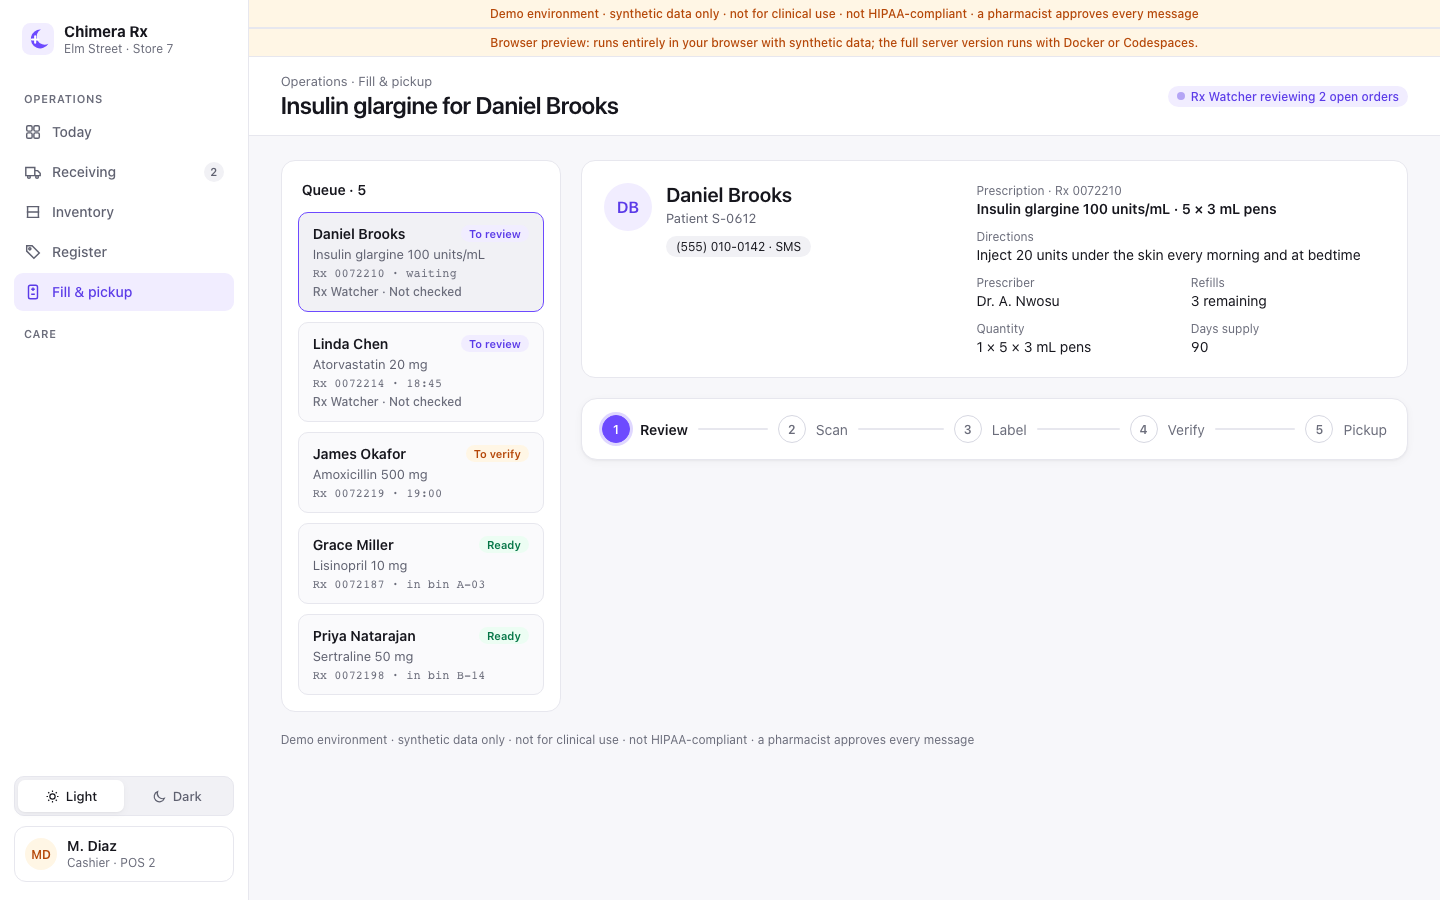 Chimera Rx
Elm Street · Store 7
OPERATIONS
Today
Receiving
2
Inventory
Register
Fill & pickup
CARE
Light
Dark
MD
M. Diaz
Cashier · POS 2
Demo environment · synthetic data only · not for clinical use · not HIPAA-compliant · a pharmacist approves every message
Browser preview: runs entirely in your browser with synthetic data; the full server version runs with Docker or Codespaces.
Operations · Fill & pickup
Insulin glargine for Daniel Brooks
Rx Watcher reviewing 2 open orders
Queue · 5
Daniel Brooks
To review
Insulin glargine 100 units/mL
Rx 0072210 · waiting
Rx Watcher · Not checked
Linda Chen
To review
Atorvastatin 20 mg
Rx 0072214 · 18:45
Rx Watcher · Not checked
James Okafor
To verify
Amoxicillin 500 mg
Rx 0072219 · 19:00
Grace Miller
Ready
Lisinopril 10 mg
Rx 0072187 · in bin A-03
Priya Natarajan
Ready
Sertraline 50 mg
Rx 0072198 · in bin B-14
DB
Daniel Brooks
Patient S-0612
(555) 010-0142 · SMS
Prescription · Rx 0072210
Insulin glargine 100 units/mL · 5 × 3 mL pens
Directions
Inject 20 units under the skin every morning and at bedtime
Prescriber
Refills
Dr. A. Nwosu
3 remaining
Quantity
Days supply
1 × 5 × 3 mL pens
90
1 Review
2 Scan
3 Label
4 Verify
5 Pickup
Demo environment · synthetic data only · not for clinical use · not HIPAA-compliant · a pharmacist approves every message